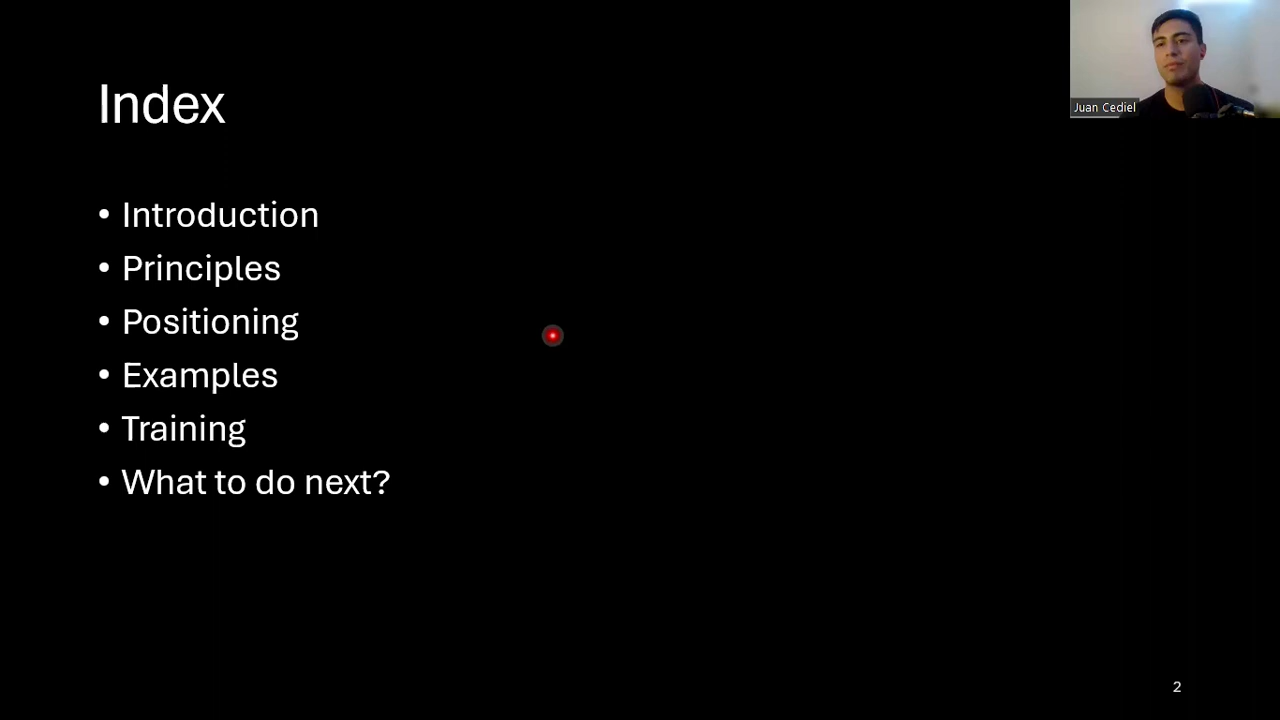 Index
Juan Cediel
• Introduction
• Principles
• Positioning
• Examples
• Training
• What to do next?
2